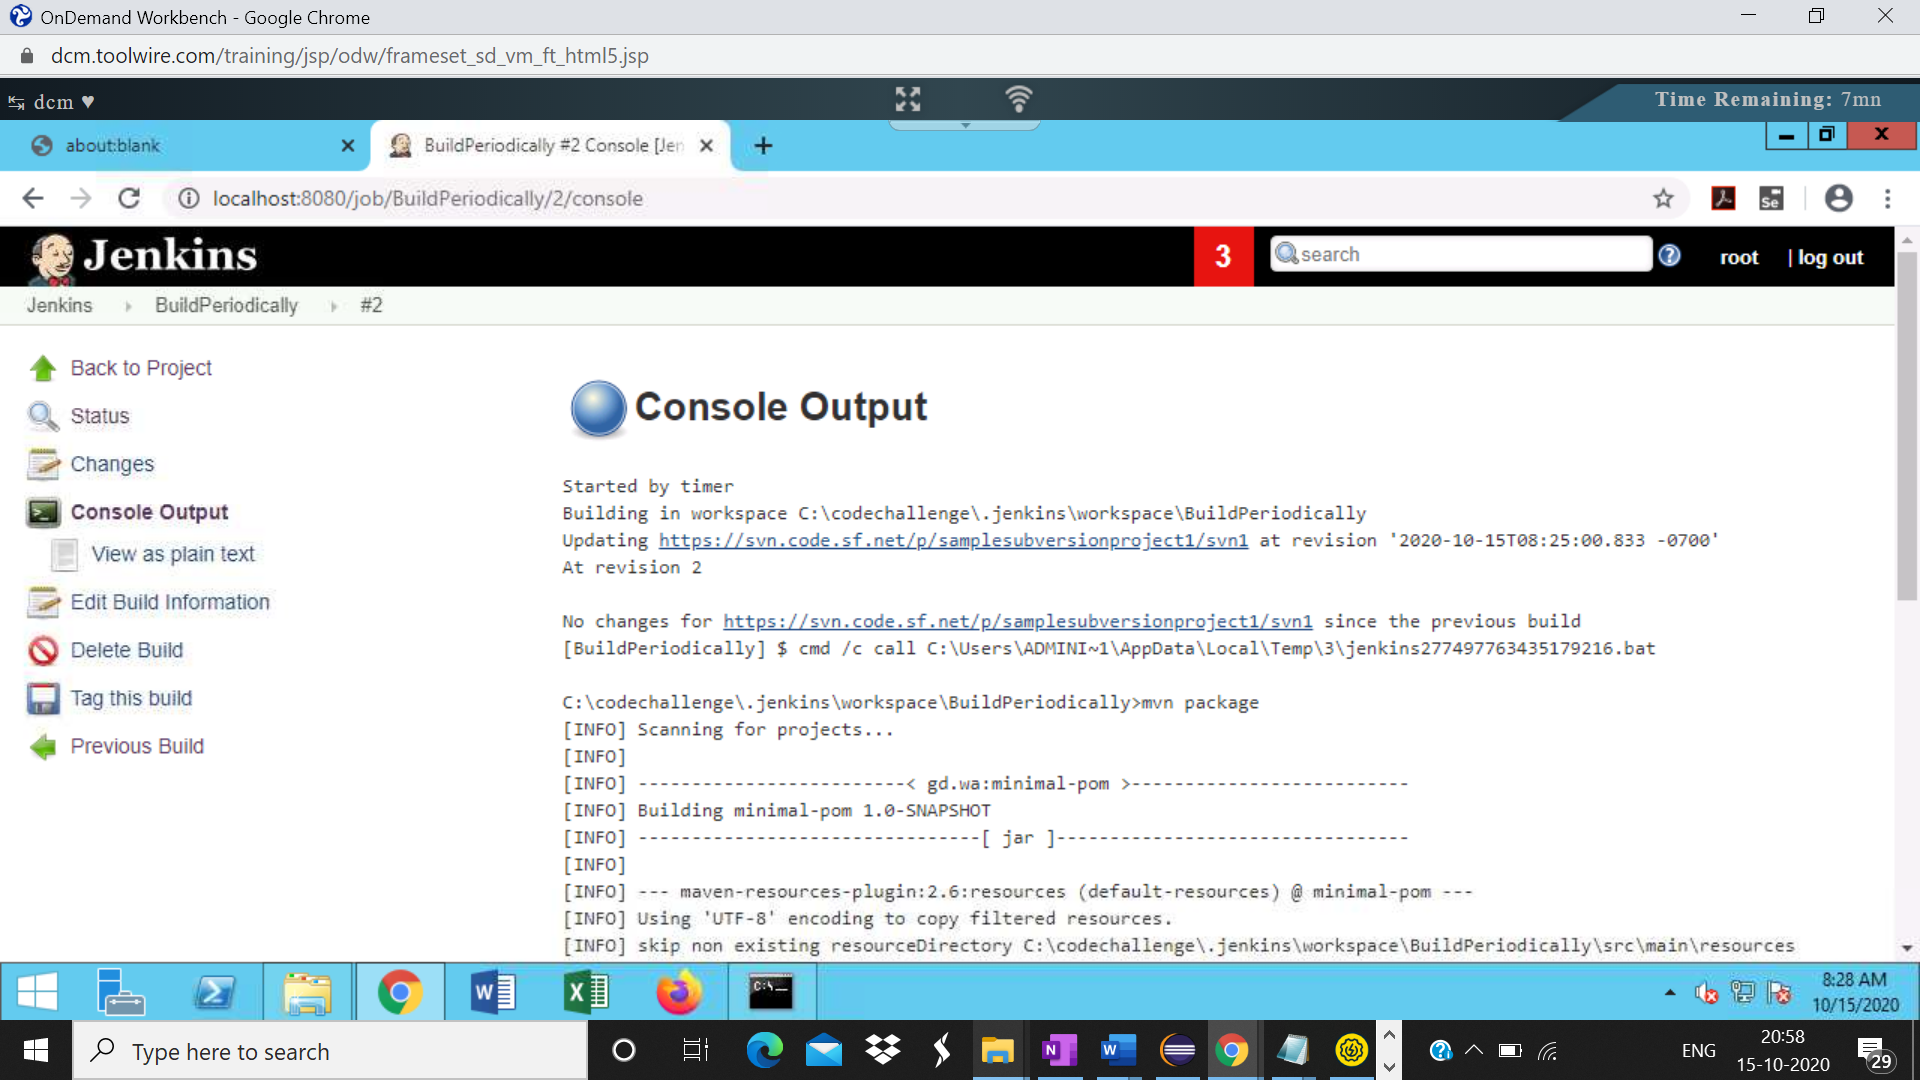 OnDemand Workbench - Google Chrome
dcm.toolwire.com/training/jsp/odw/frameset_sd_vm_ft_html5.jsp
dcm ♥
Time Remaining: 7mn
about:blank
BuildPeriodically #2 Console [Jen
localhost:8080/job/BuildPeriodically/2/console
Se
Jenkins
3
search
root
| log out
Jenkins
BuildPeriodically
#2
Back to Project
Status
Changes
Console Output
View as plain text
Edit Build Information
Delete Build
Tag this build
Previous Build
Console Output
Started by timer
Building in workspace C:\codechallenge\.jenkins\workspace\BuildPeriodically
Updating https://svn.code.sf.net/p/samplesubversionproject1/svn1 at revision '2020-10-15T08:25:00.833 -0700'
At revision 2
No changes for https://svn.code.sf.net/p/samplesubversionproject1/svn1 since the previous build
[BuildPeriodically] $ cmd /c call C:\Users\ADMINI~1\AppData\Local\Temp\3\jenkins277497763435179216.bat
C:\codechallenge\.jenkins\workspace\BuildPeriodically>mvn package
[INFO] Scanning for projects...
[INFO]
[INFO] -------------------------< gd.wa:minimal-pom >--------------------------
[INFO] Building minimal-pom 1.0-SNAPSHOT
[INFO] --------------------------------[ jar ]---------------------------------
[INFO]
[INFO] --- maven-resources-plugin:2.6:resources (default-resources) @ minimal-pom ---
[INFO] Using 'UTF-8' encoding to copy filtered resources.
[INFO] skip non existing resourceDirectory C:\codechallenge\.jenkins\workspace\BuildPeriodically\src\main\resources
8:28 AM
10/15/2020
Type here to search
ENG
20:58
15-10-2020
29